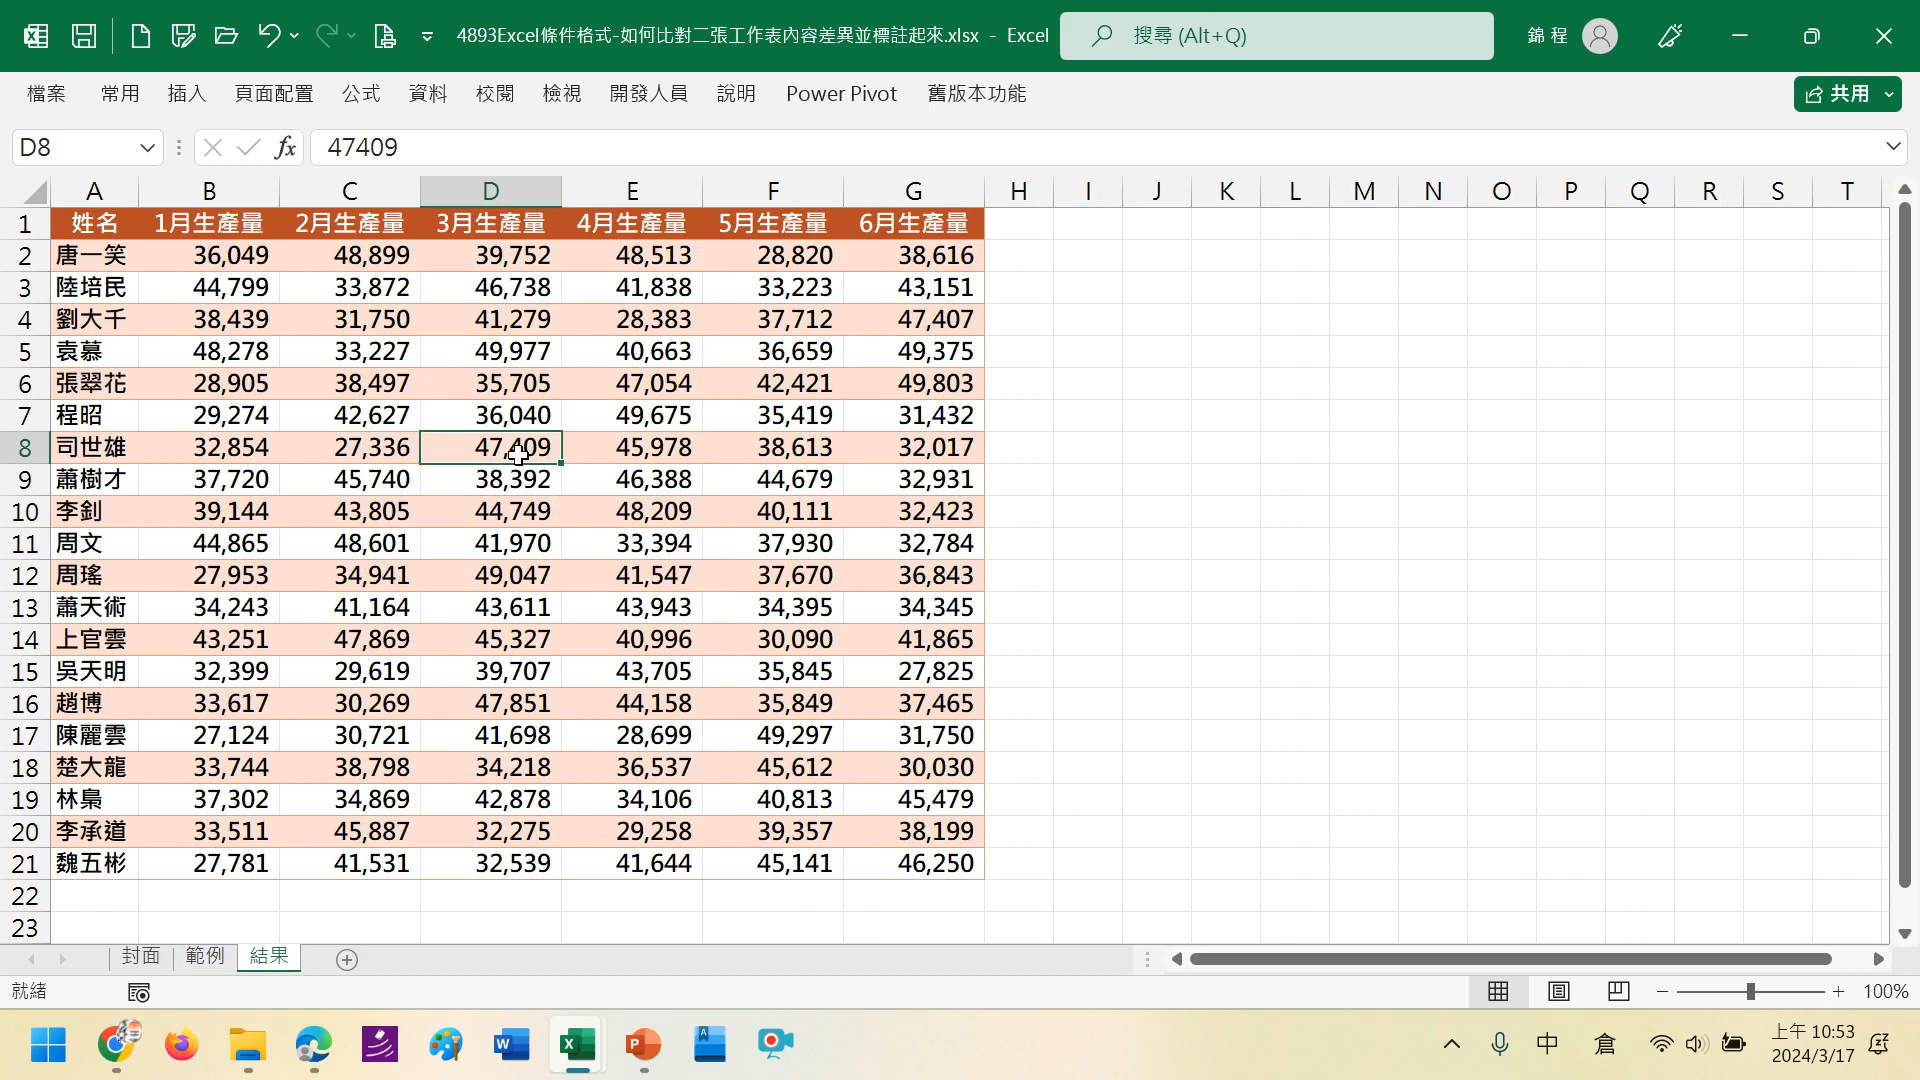 4893Excel條件格式-如何比對二張工作表內容差異並標註起來.xlsx - Excel 搜尋 (Alt+Q) 錦 程
檔案 常用 插入 頁面配置 公式 資料 校閱 檢視 開發人員 說明 Power Pivot 舊版本功能 共用
D8 fx 47409
A B C D E F G H I J K L M N O P Q R S T
1 姓名 1月生產量 2月生產量 3月生產量 4月生產量 5月生產量 6月生產量
2 唐一笑 36,049 48,899 39,752 48,513 28,820 38,616
3 陸培民 44,799 33,872 46,738 41,838 33,223 43,151
4 劉大千 38,439 31,750 41,279 28,383 37,712 47,407
5 袁慕 48,278 33,227 49,977 40,663 36,659 49,375
6 張翠花 28,905 38,497 35,705 47,054 42,421 49,803
7 程昭 29,274 42,627 36,040 49,675 35,419 31,432
8 司世雄 32,854 27,336 47,409 45,978 38,613 32,017
9 蕭樹才 37,720 45,740 38,392 46,388 44,679 32,931
10 李釗 39,144 43,805 44,749 48,209 40,111 32,423
11 周文 44,865 48,601 41,970 33,394 37,930 32,784
12 周瑤 27,953 34,941 49,047 41,547 37,670 36,843
13 蕭天術 34,243 41,164 43,611 43,943 34,395 34,345
14 上官雲 43,251 47,869 45,327 40,996 30,090 41,865
15 吳天明 32,399 29,619 39,707 43,705 35,845 27,825
16 趙博 33,617 30,269 47,851 44,158 35,849 37,465
17 陳麗雲 27,124 30,721 41,698 28,699 49,297 31,750
18 楚大龍 33,744 38,798 34,218 36,537 45,612 30,030
19 林梟 37,302 34,869 42,878 34,106 40,813 45,479
20 李承道 33,511 45,887 32,275 29,258 39,357 38,199
21 魏五彬 27,781 41,531 32,539 41,644 45,141 46,250
22
23
封面 範例 結果
就緒 100%
中 倉 上午 10:53
2024/3/17